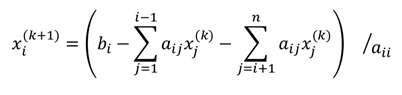 x_i^{(k+1)} = \left( b_i - \sum_{j=1}^{i-1} a_{ij} x_j^{(k)} - \sum_{j=i+1}^{n} a_{ij} x_j^{(k)} \right) / a_{ii}